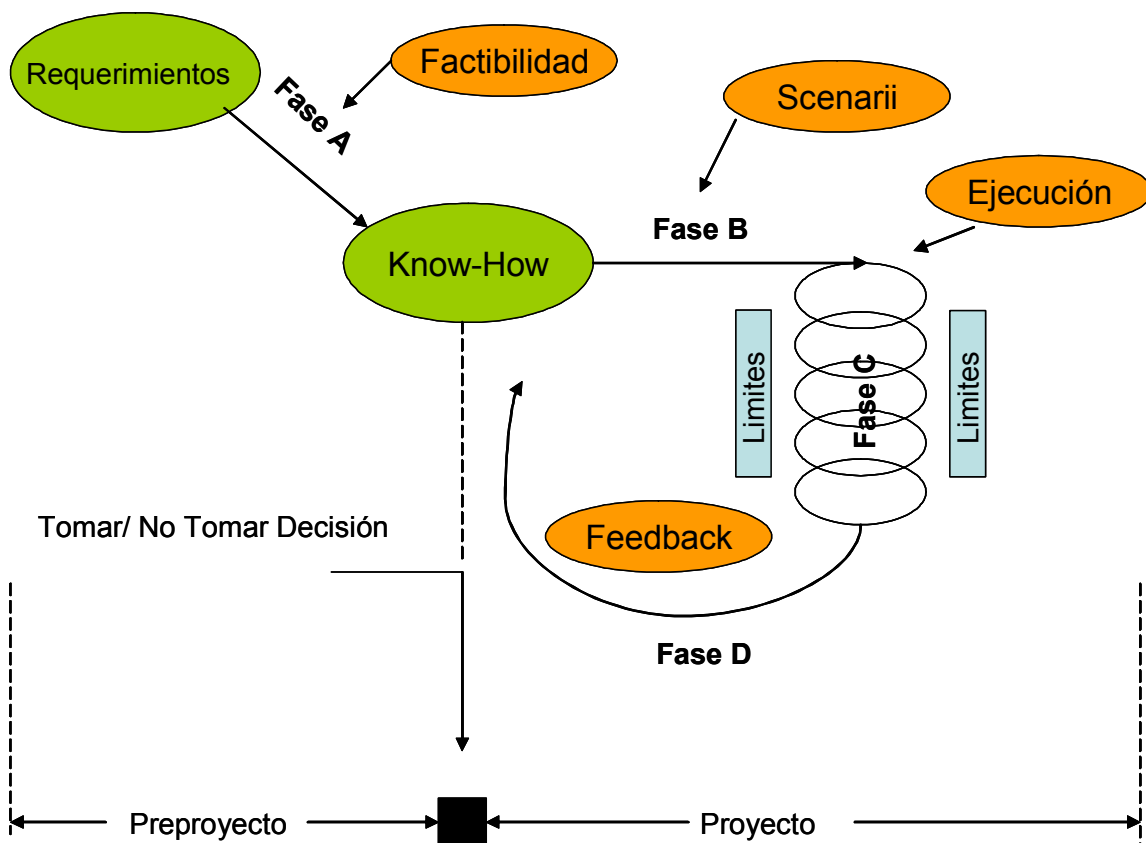 Requerimientos
Factibilidad
Fase A
Scenarii
Ejecución
Fase B
Know-How
Limites
Fase C
Limites
Tomar/ No Tomar Decisión
Feedback
Fase D
Preproyecto
Proyecto